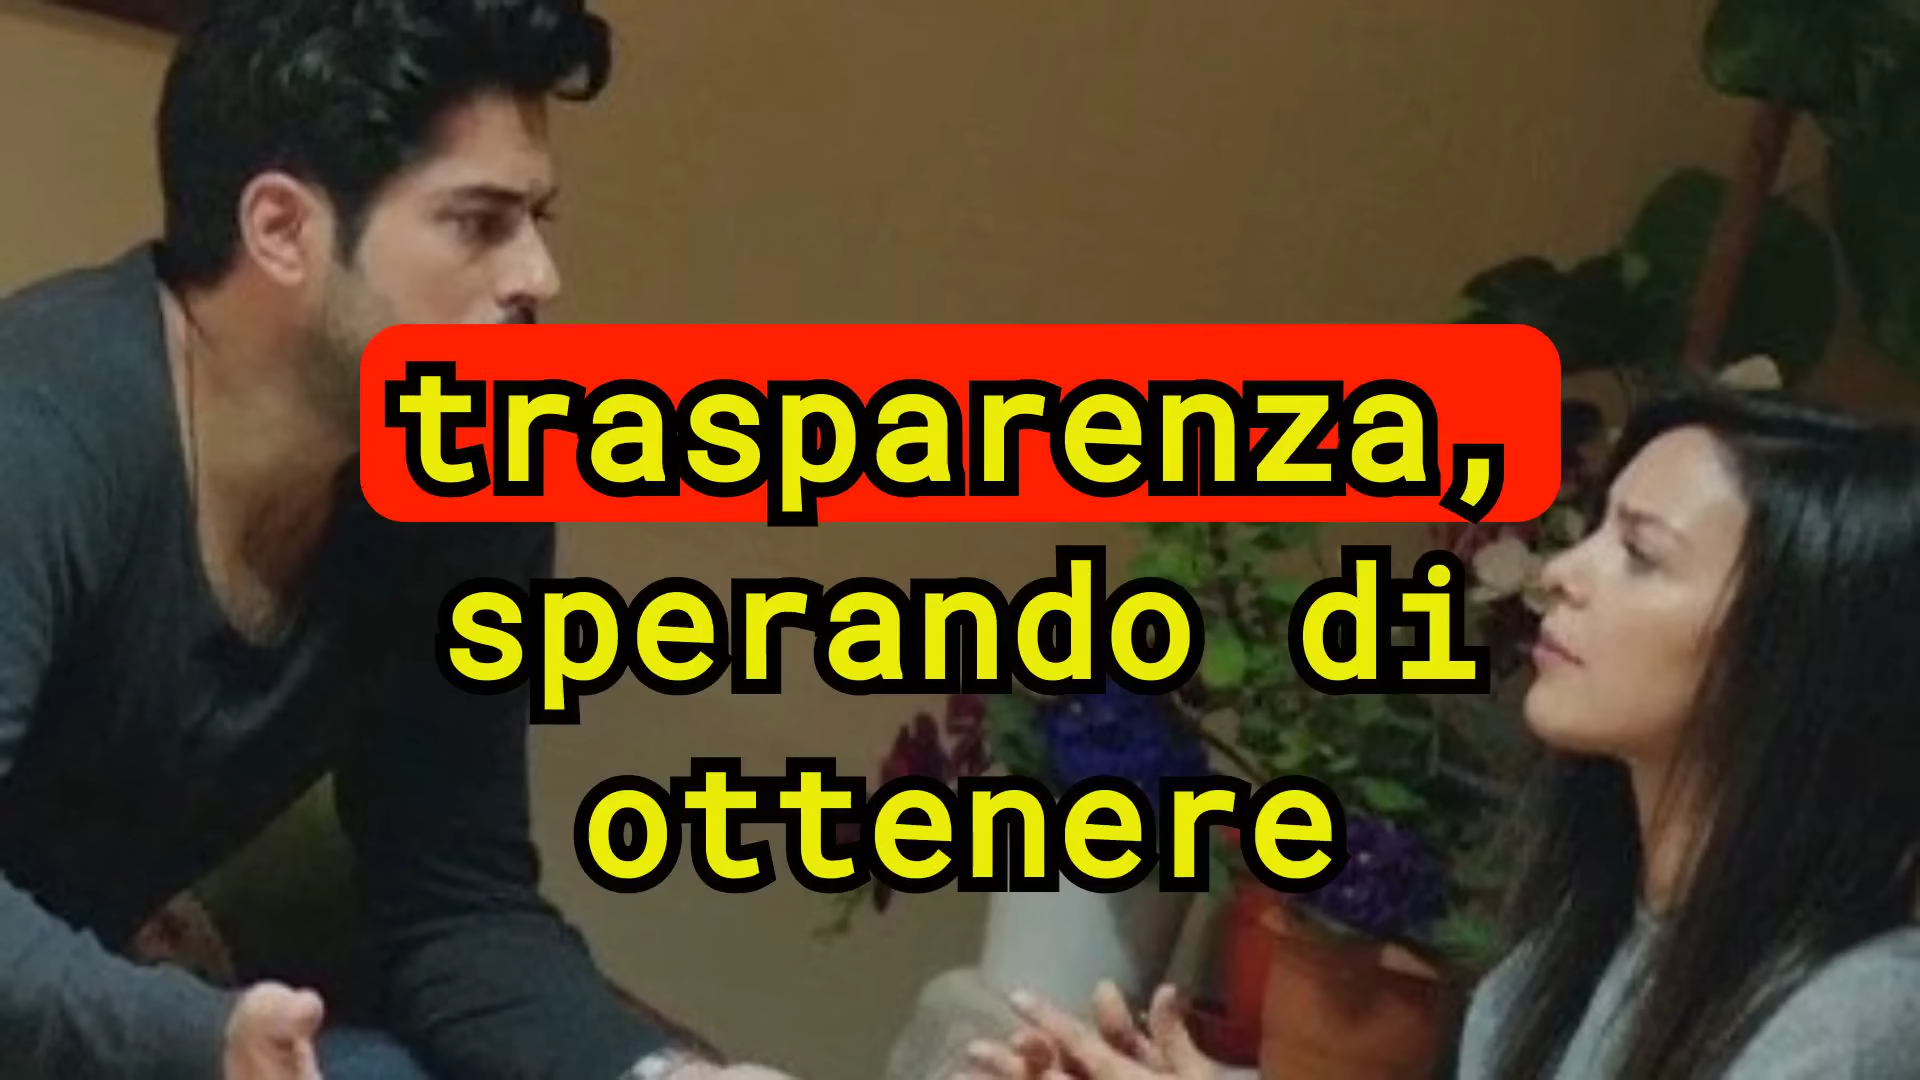 trasparenza,
sperando di
ottenere